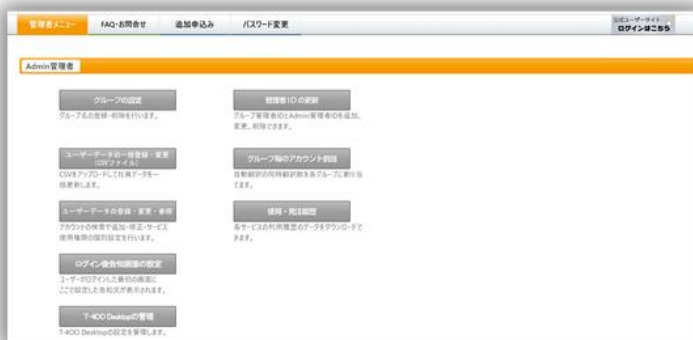 管理者メニュー
FAQ・お問合せ
追加申込み
パスワード変更
公式ユーザーサイト
ログインはこちら
Admin管理者
グループの設定
グループ名の登録・削除を行います。
ユーザーデータの一括登録・変更
(CSVファイル)
CSVをアップロードして社員データを一
括更新します。
ユーザーデータの登録・変更・参照
アカウントの検索や追加・修正・サービス
使用権限の個別設定を行います。
ログイン後告知画面の設定
ユーザーがログインした最初の画面に
ここで設定した告知文が表示されます。
T-4OO Desktopの管理
T-4OO Desktopの設定を管理します。
管理者IDの更新
グループ管理者IDとAdmin管理者IDを追加、
変更、削除できます。
グループ毎のアカウント割当
自動翻訳の同時翻訳数を各グループに割り当
てます。
使用・発注履歴
各サービスの利用履歴のデータをダウンロードで
きます。